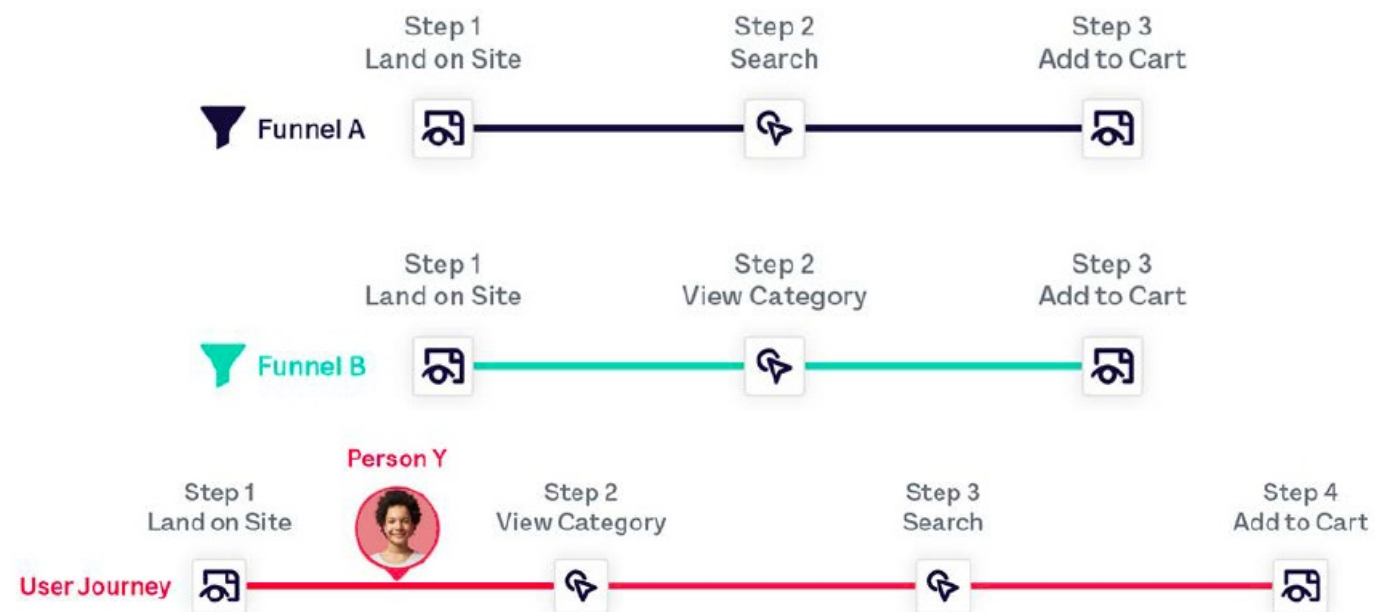 Step 1
Land on Site
Step 2
Search
Step 3
Add to Cart
Funnel A
Step 1
Land on Site
Step 2
View Category
Step 3
Add to Cart
Funnel B
Person Y
Step 1
Land on Site
Step 2
View Category
Step 3
Search
Step 4
Add to Cart
User Journey